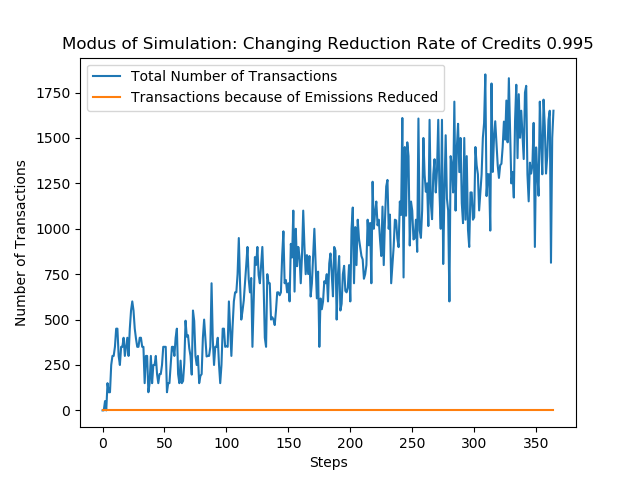 Modus of Simulation: Changing Reduction Rate of Credits 0.995
Total Number of Transactions
Transactions because of Emissions Reduced
Number of Transactions
1750
1500
1250
1000
750
500
250
0
0 50 100 150 200 250 300 350
Steps